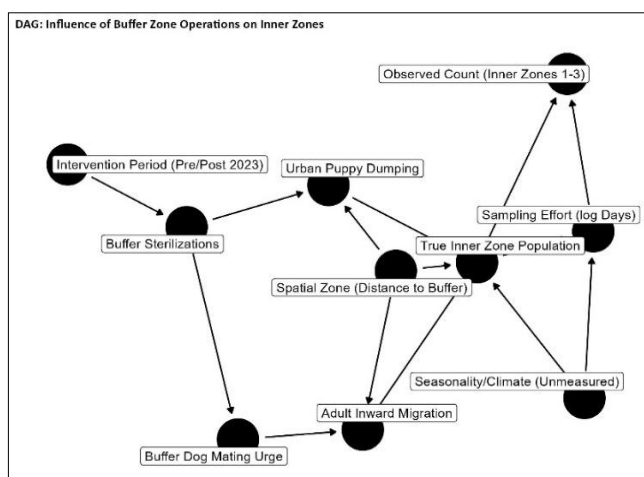 DAG: Influence of Buffer Zone Operations on Inner Zones
Observed Count (Inner Zones 1-3)
Intervention Period (Pre/Post 2023)
Urban Puppy Dumping
Buffer Sterilizations
Sampling Effort (log Days)
True Inner Zone Population
Spatial Zone (Distance to Buffer)
Seasonality/Climate (Unmeasured)
Adult Inward Migration
Buffer Dog Mating Urge